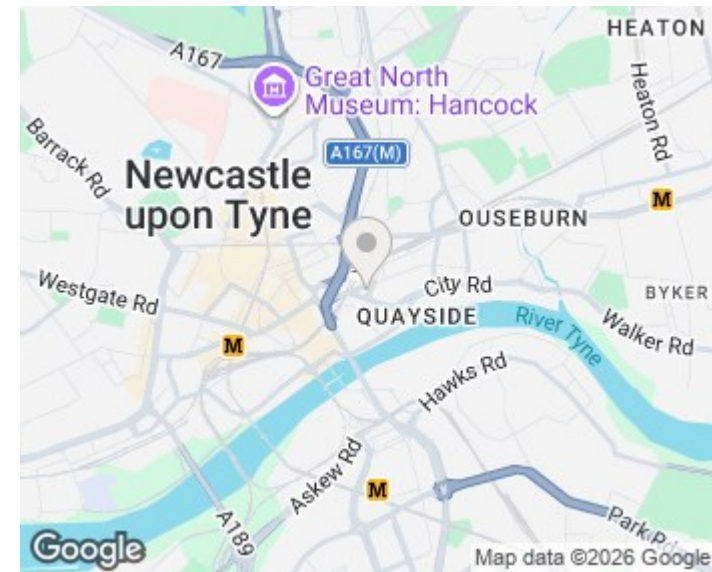 HEATON
A167
Great North
Museum: Hancock
Heaton Rd
Barrack Rd
A167(M)
Newcastle
upon Tyne
M
OUSEBURN
Westgate Rd
City Rd
BYKER
QUAYSIDE
River Tyne
Walker Rd
M
Hawks Rd
Askew Rd
M
A189
Park Road
Google
Map data ©2026 Google